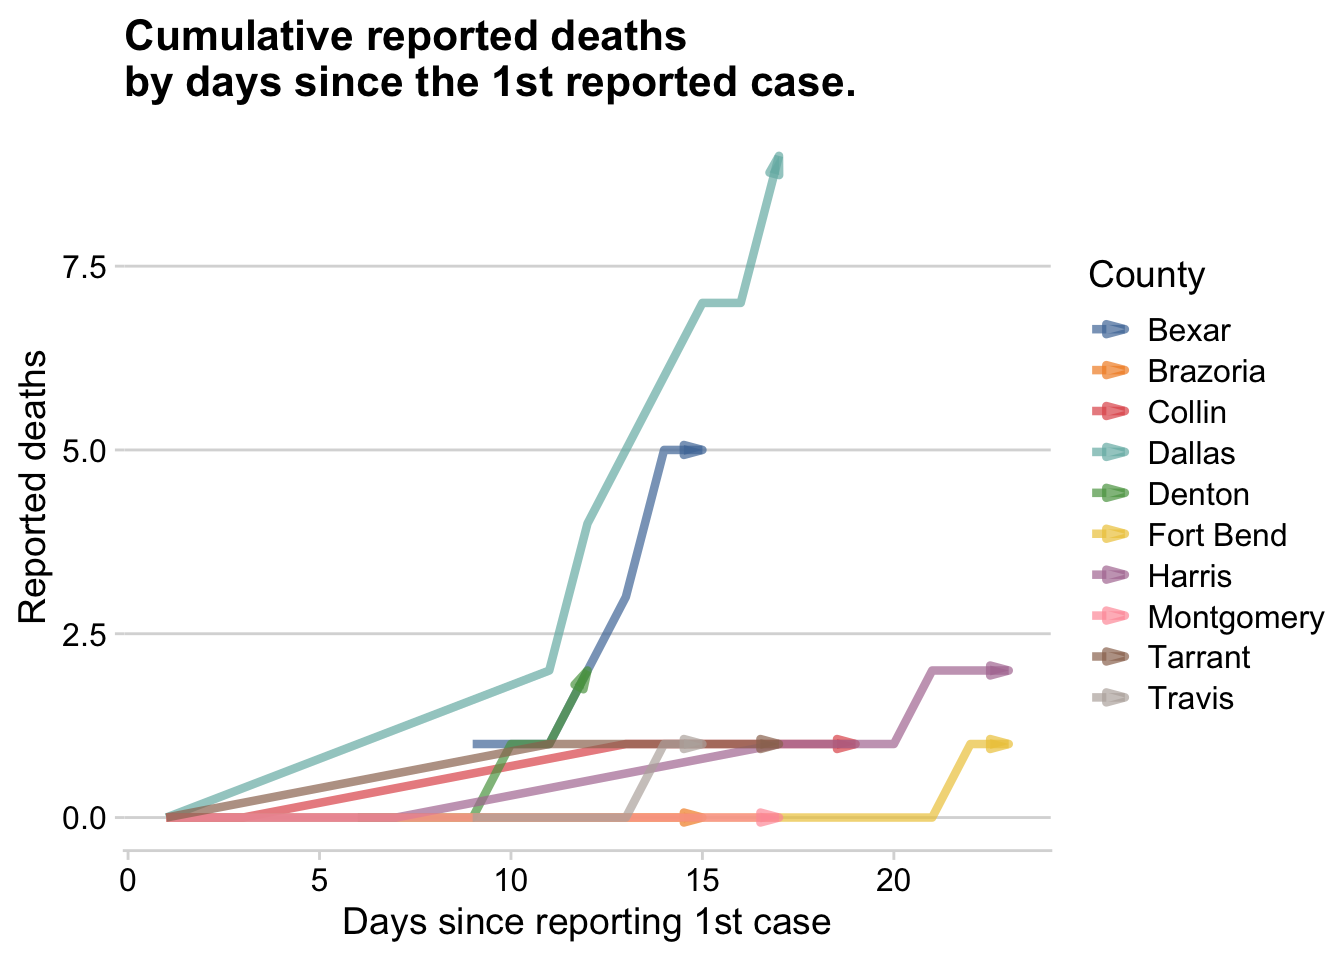 Cumulative reported deaths
by days since the 1st reported case.
7.5
5.0
2.5
0.0
Reported deaths
0
5
10
15
20
Days since reporting 1st case
County
Bexar
Brazoria
Collin
Dallas
Denton
Fort Bend
Harris
Montgomery
Tarrant
Travis